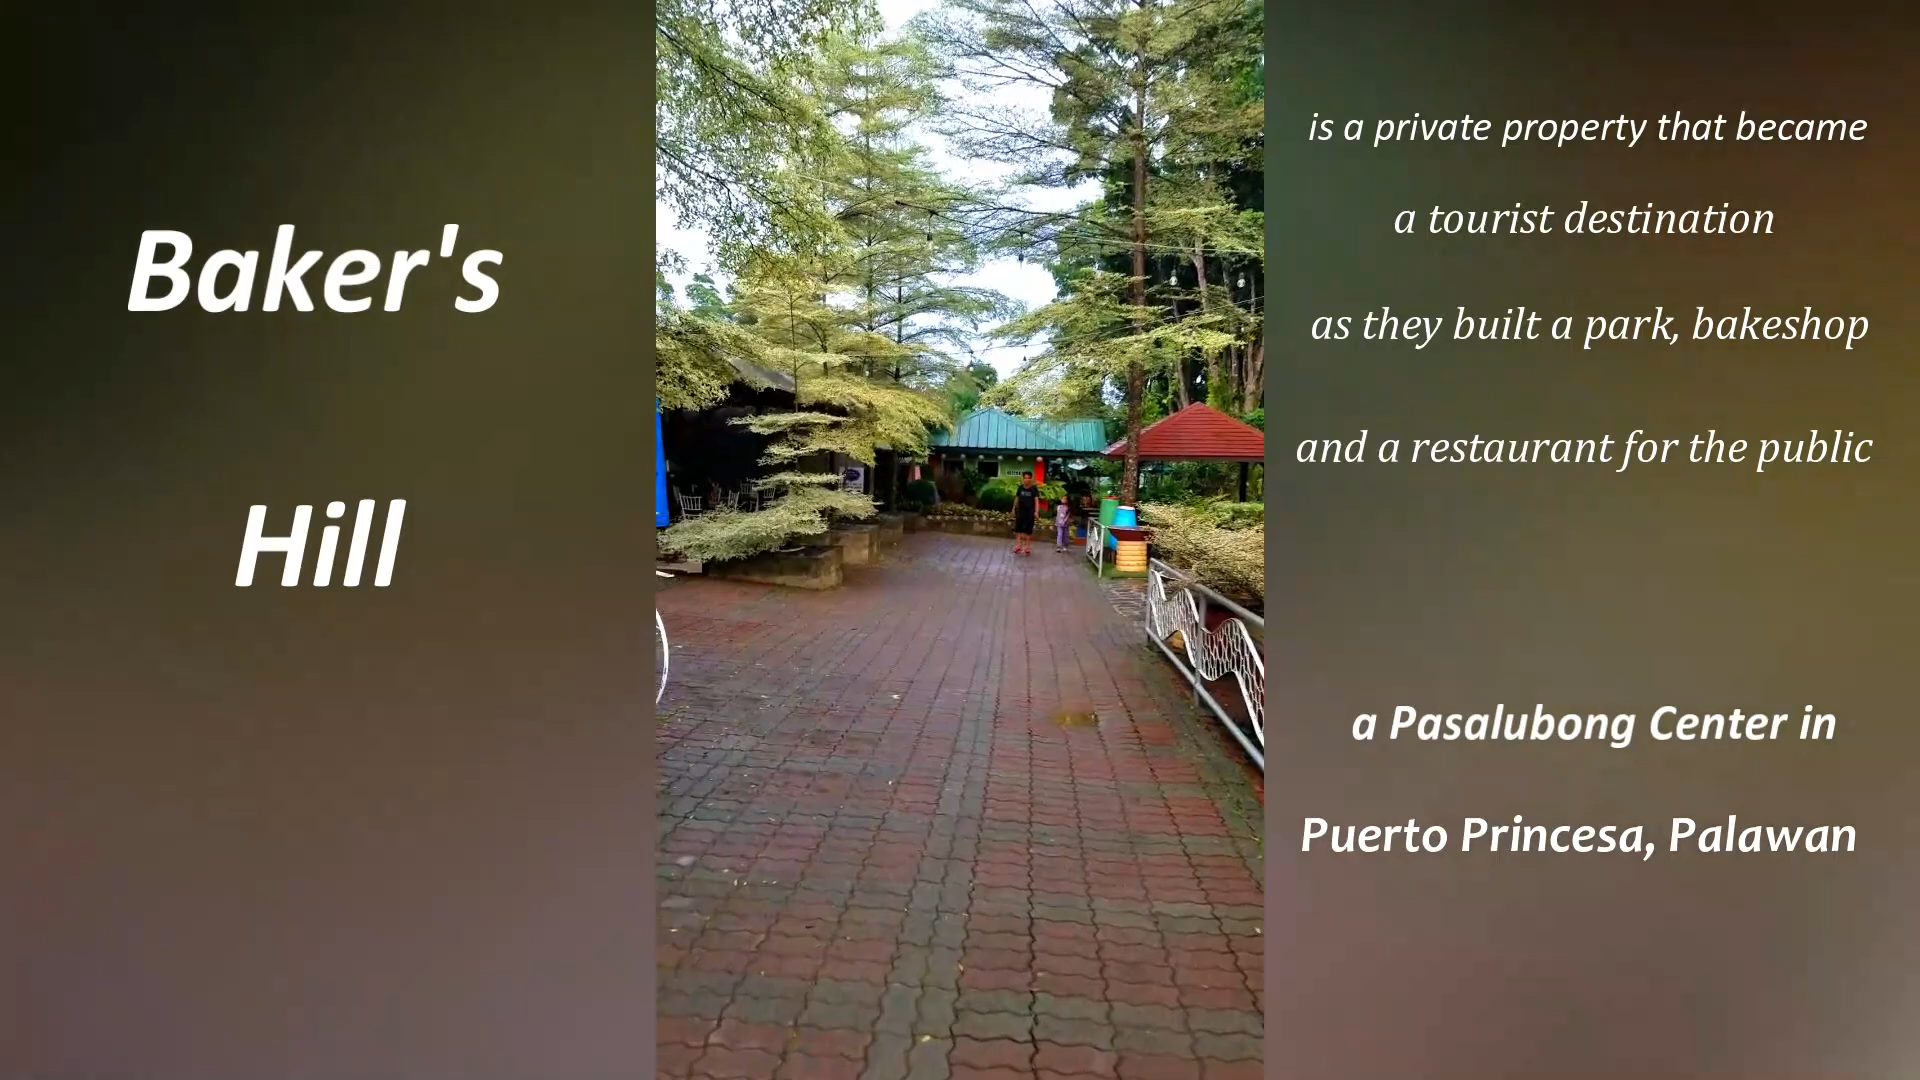 Baker's
Hill
is a private property that became
a tourist destination
as they built a park, bakeshop
and a restaurant for the public
a Pasalubong Center in
Puerto Princesa, Palawan